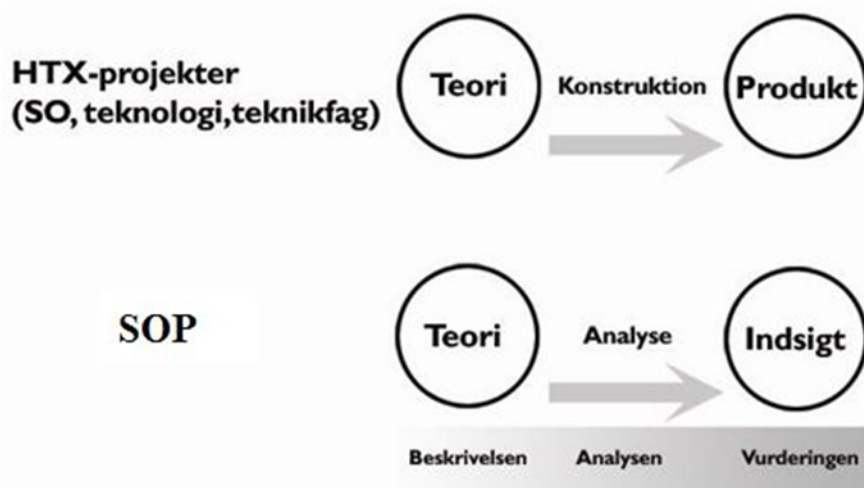 HTX-projekter
(SO, teknologi,teknikfag)
Teori
Konstruktion
Produkt
SOP
Teori
Analyse
Indsigt
Beskrivelsen
Analysen
Vurderingen